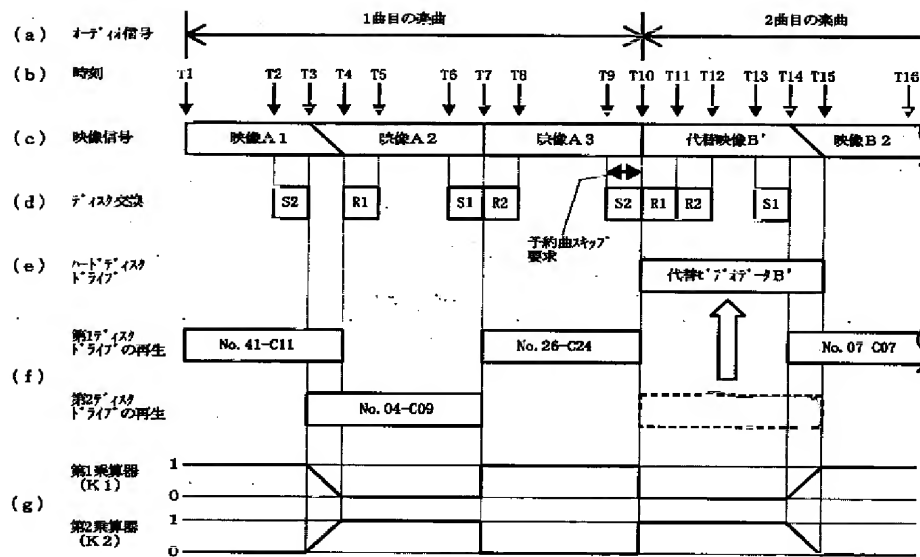 1曲目の楽曲
2曲目の楽曲
(a) オーディオ信号
(b) 時刻
T1 T2 T3 T4 T5 T6 T7 T8 T9 T10 T11 T12 T13 T14 T15 T16
(c) 映像信号
映像A1 映像A2 映像A3 代替映像B' 映像B2
(d) ディスク交換
S2 R1 S1 R2 S2 R1 R2 S1
予約曲スキップ
要求
(e) ハードディスク
ドライブ
代替ビデオデータB'
第1ディスク
ドライブの再生
No.41-C11 No.26-C24 No.07-C07
(f)
第2ディスク
ドライブの再生
No.04-C09
第1乗算器
(K1)
1
0
(g)
第2乗算器
(K2)
1
0